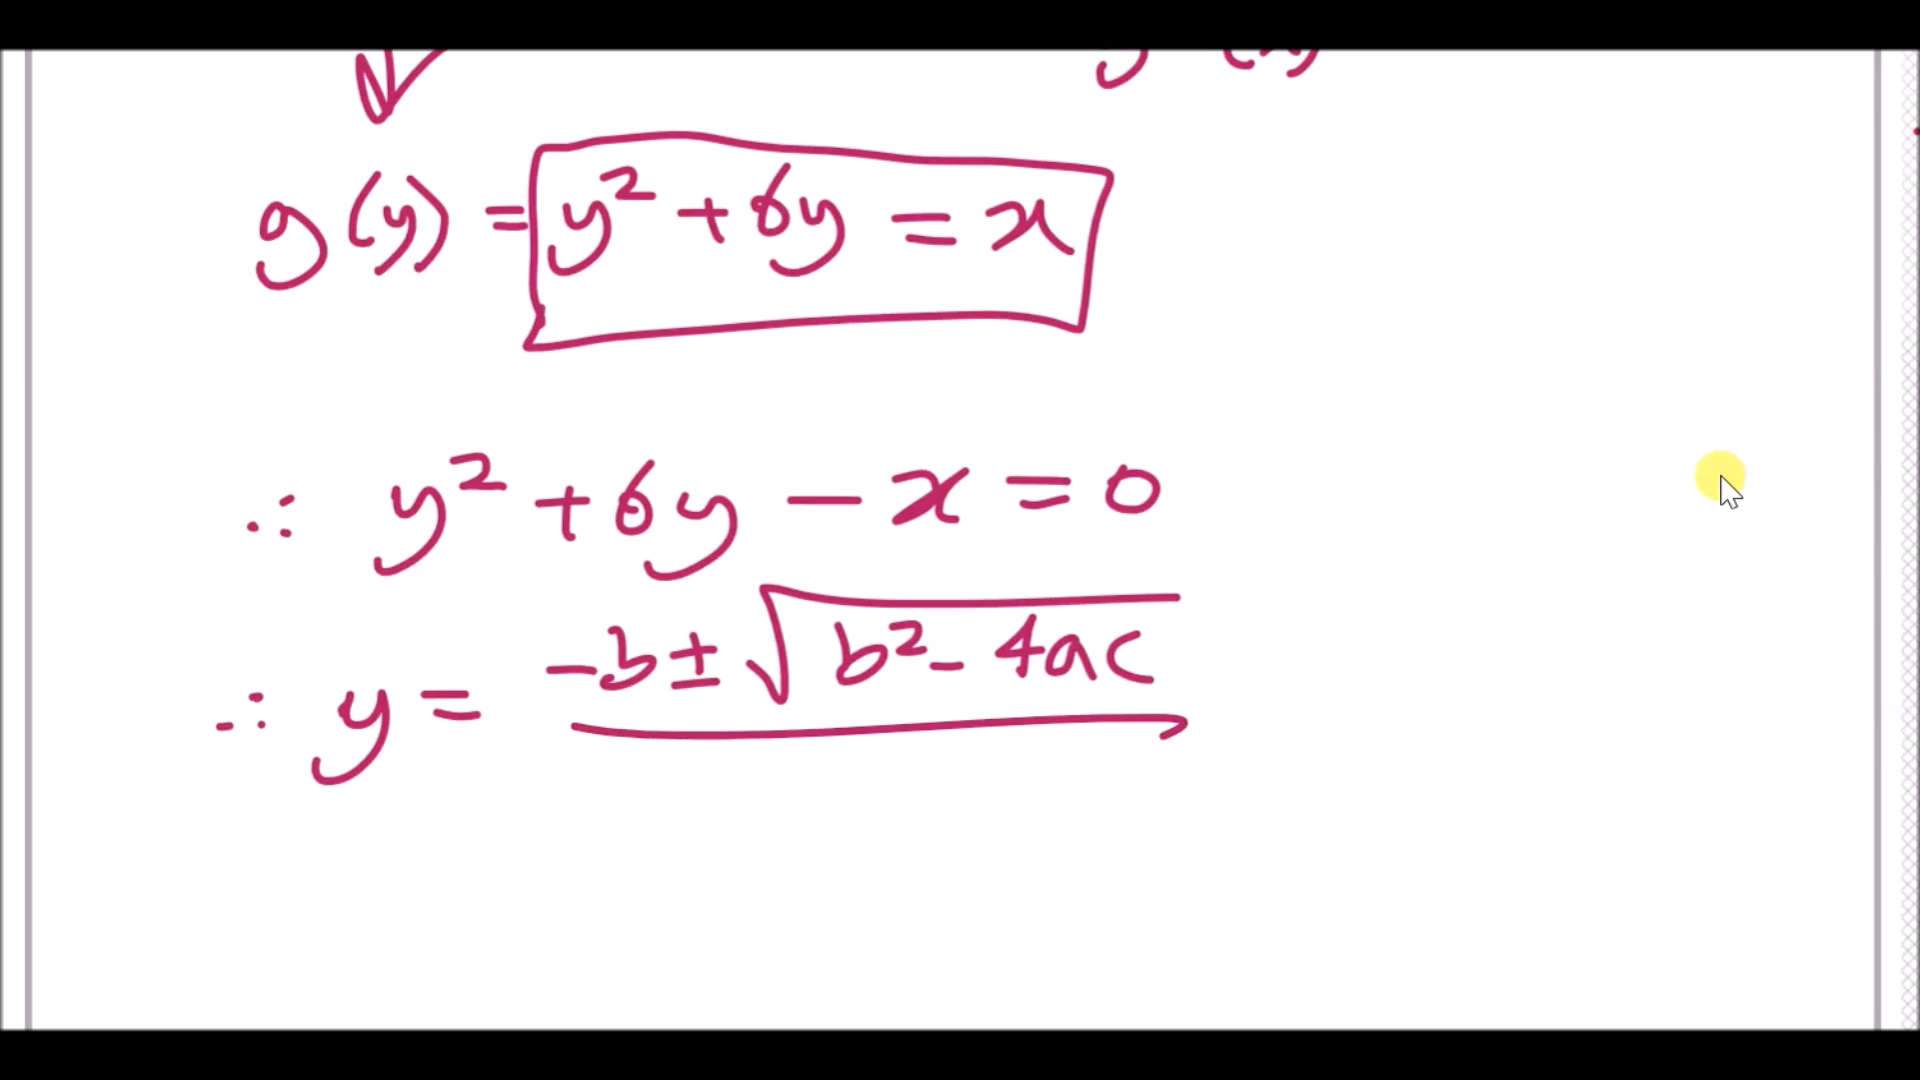 g(y) = y² + 6y = x
∴ y² + 6y − x = 0
∴ y = −b ± √(b² − 4ac)